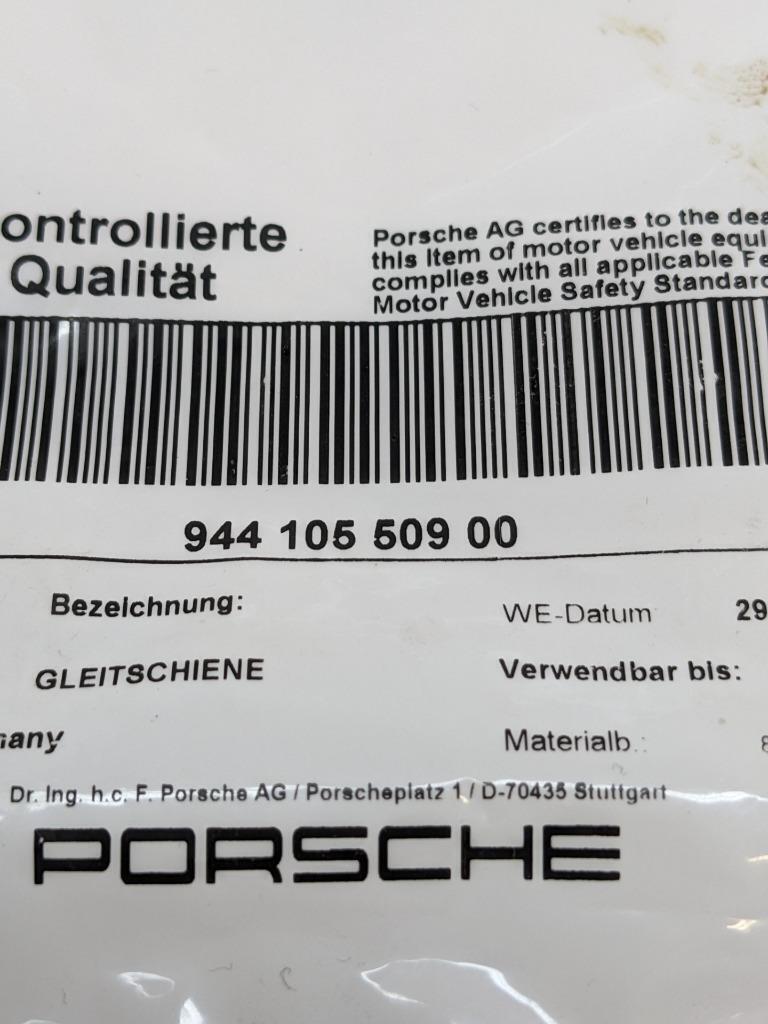 ontrollierte
Qualität
Porsche AG certifies to the dea
this item of motor vehicle equi
complies with all applicable Fe
Motor Vehicle Safety Standard
944 105 509 00
Bezeichnung:
WE-Datum 29
GLEITSCHIENE
Verwendbar bis:
many
Materialb.:
Dr. Ing. h.c. F. Porsche AG / Porscheplatz 1 / D-70435 Stuttgart
PORSCHE